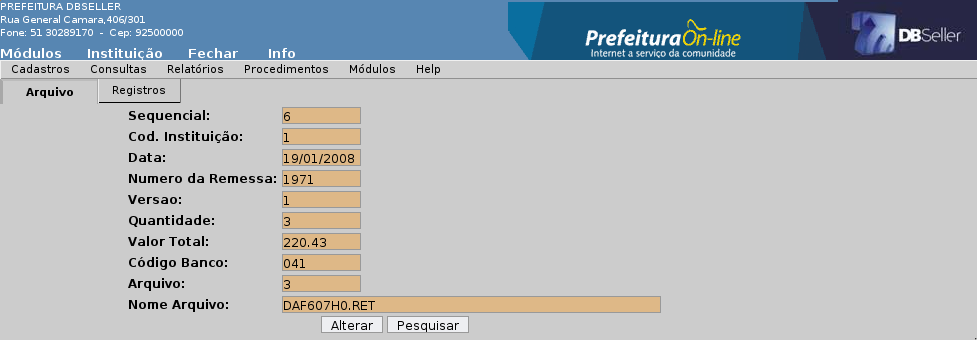 PREFEITURA DBSELLER
Rua General Camara,406/301
Fone: 51 30289170 - Cep: 92500000
Prefeitura On-line
Internet a serviço da comunidade
DBSeller
Módulos Instituição Fechar Info
Cadastros Consultas Relatórios Procedimentos Módulos Help
Arquivo Registros
Sequencial: 6
Cod. Instituição: 1
Data: 19/01/2008
Numero da Remessa: 1971
Versao: 1
Quantidade: 3
Valor Total: 220.43
Código Banco: 041
Arquivo: 3
Nome Arquivo: DAF607H0.RET
Alterar Pesquisar